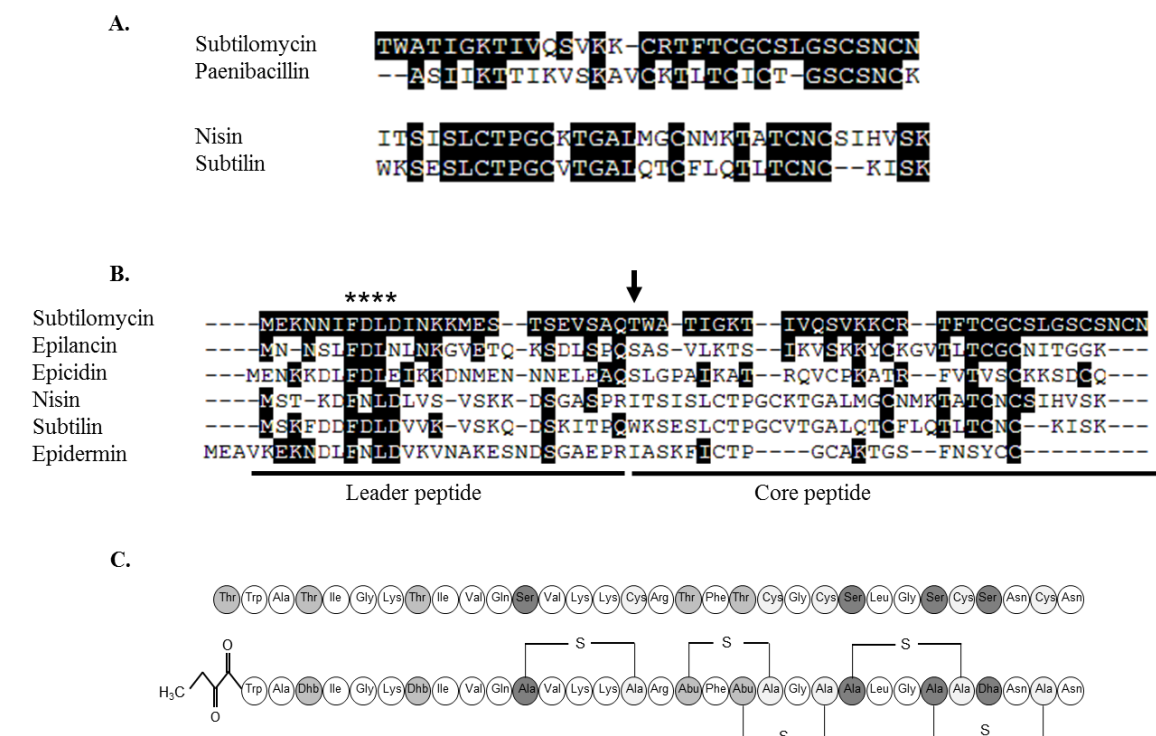 A.
Subtilomycin TWATIGKTIVQSVKK-CRTFTCGCSLGSCSNCN
Paenibacillin --ASIIKTTIKVSKAVCKTLTCICT-GSCSNCK
Nisin ITSISLCTPGCKTGALMGCNMKTATCNCSIHVSK
Subtilin WKSESLCTPGCVTGALQTCFLQTLTCNC--KISK
B.
****
Subtilomycin ----MEKNNIFDLDINKKMES--TSEVSAQTWA-TIGKT--IVQSVKKCR--TFTCGCSLGSCSNCN
Epilancin ----MN-NSLFDLNLNKGVETQ-KSDLSPQSAS-VLKTS--IKVSKKYCKGVTLTCGCNITGGK---
Epicidin ---MENKKDLFDLEIKKDNMEN-NNELEAQSLGPAIKAT--RQVCPKATR--FVTVSCKKSDCQ---
Nisin ----MST-KDFNLDLVS-VSKK-DSGASPRITSISLCTPGCKTGALMGCNMKTATCNCSIHVSK---
Subtilin ----MSKFDDFDLDVVK-VSKQ-DSKITPQWKSESLCTPGCVTGALQTCFLQTLTCNC--KISK---
Epidermin MEAVKEKNDLFNLDVKVNAKESNDSGAEPRIASKFICTP----GCAKTGS--FNSYCC---------
Leader peptide Core peptide
C.
Thr Trp Ala Thr Ile Gly Lys Thr Ile Val Gln Ser Val Lys Lys Cys Arg Thr Phe Thr Cys Gly Cys Ser Leu Gly Ser Cys Ser Asn Cys Asn
S S S
O
H3C Trp Ala Dhb Ile Gly Lys Dhb Ile Val Gln Ala Val Lys Lys Ala Arg Abu Phe Abu Ala Gly Ala Ala Leu Gly Ala Ala Dha Asn Ala Asn
O
S S